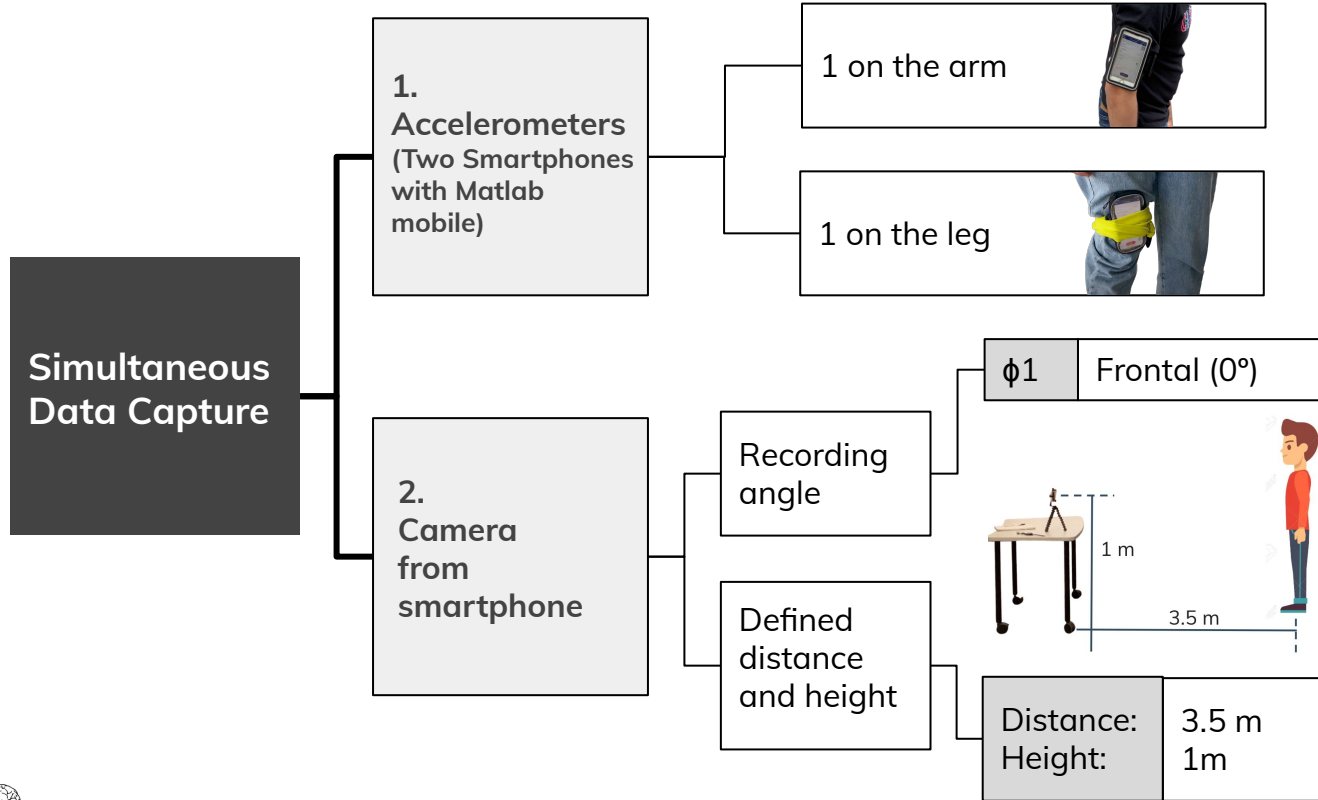 Simultaneous
Data Capture
1.
Accelerometers
(Two Smartphones
with Matlab
mobile)
1 on the arm
1 on the leg
2.
Camera
from
smartphone
Recording
angle
ϕ1 Frontal (0º)
1 m
3.5 m
Defined
distance
and height
Distance: 3.5 m
Height: 1m